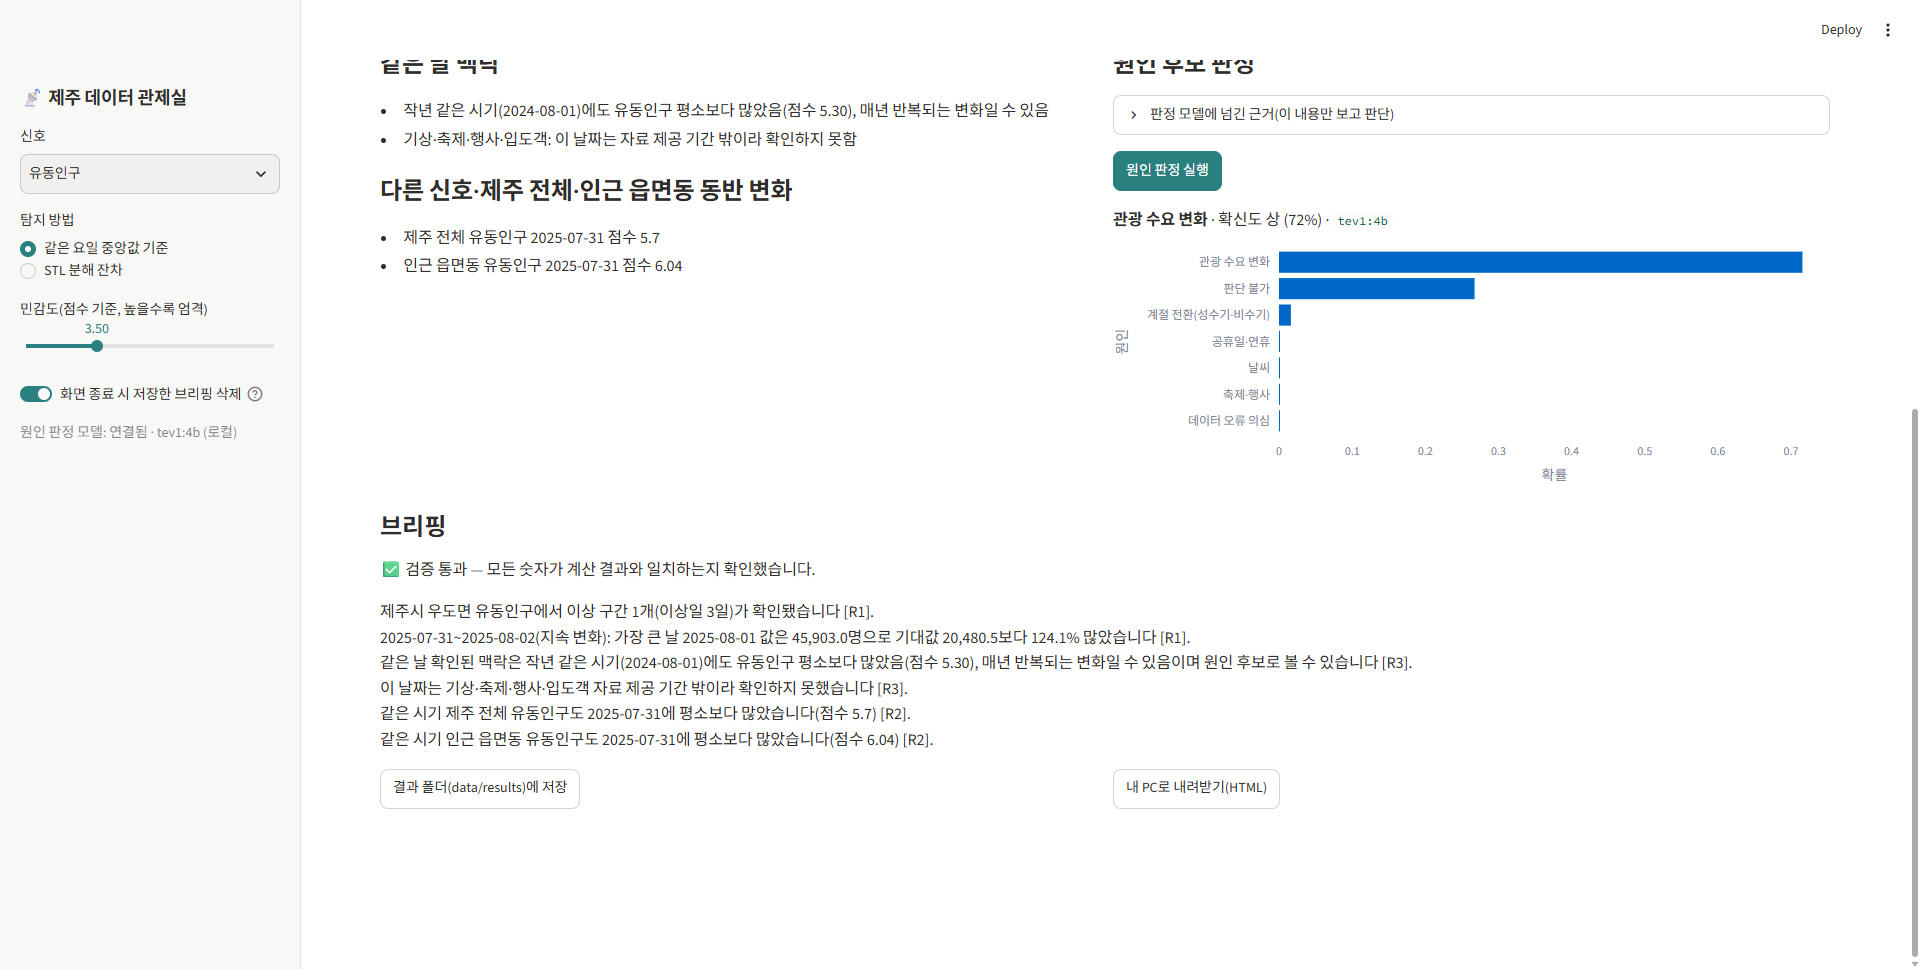 Deploy
제주 데이터 관제실
신호
유동인구
탐지 방법
같은 요일 중앙값 기준
STL 분해 잔차
민감도(점수 기준, 높을수록 엄격)
3.50
화면 종료 시 저장한 브리핑 삭제
원인 판정 모델: 연결됨 · tev1:4b (로컬)
같은 날 맥락
작년 같은 시기(2024-08-01)에도 유동인구 평소보다 많았음(점수 5.30), 매년 반복되는 변화일 수 있음
기상·축제·행사·입도객: 이 날짜는 자료 제공 기간 밖이라 확인하지 못함
다른 신호·제주 전체·인근 읍면동 동반 변화
제주 전체 유동인구 2025-07-31 점수 5.7
인근 읍면동 유동인구 2025-07-31 점수 6.04
원인 후보 판정
판정 모델에 넘긴 근거(이 내용만 보고 판단)
원인 판정 실행
관광 수요 변화 · 확신도 상 (72%) · tev1:4b
원인
관광 수요 변화
판단 불가
계절 전환(성수기·비수기)
공휴일·연휴
날씨
축제·행사
데이터 오류 의심
0 0.1 0.2 0.3 0.4 0.5 0.6 0.7
확률
브리핑
검증 통과 — 모든 숫자가 계산 결과와 일치하는지 확인했습니다.
제주시 우도면 유동인구에서 이상 구간 1개(이상일 3일)가 확인됐습니다 [R1].
2025-07-31~2025-08-02(지속 변화): 가장 큰 날 2025-08-01 값은 45,903.0명으로 기대값 20,480.5보다 124.1% 많았습니다 [R1].
같은 날 확인된 맥락은 작년 같은 시기(2024-08-01)에도 유동인구 평소보다 많았음(점수 5.30), 매년 반복되는 변화일 수 있음이며 원인 후보로 볼 수 있습니다 [R3].
이 날짜는 기상·축제·행사·입도객 자료 제공 기간 밖이라 확인하지 못했습니다 [R3].
같은 시기 제주 전체 유동인구도 2025-07-31에 평소보다 많았습니다(점수 5.7) [R2].
같은 시기 인근 읍면동 유동인구도 2025-07-31에 평소보다 많았습니다(점수 6.04) [R2].
결과 폴더(data/results)에 저장
내 PC로 내려받기(HTML)